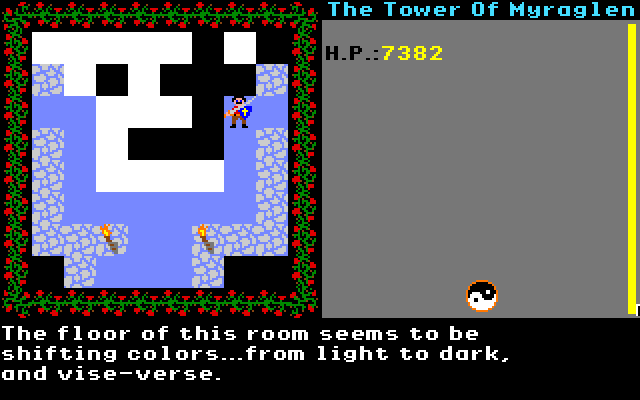 The Tower Of Myraglen
H.P.:7382
The floor of this room seems to be
shifting colors...from light to dark,
and vise-verse.